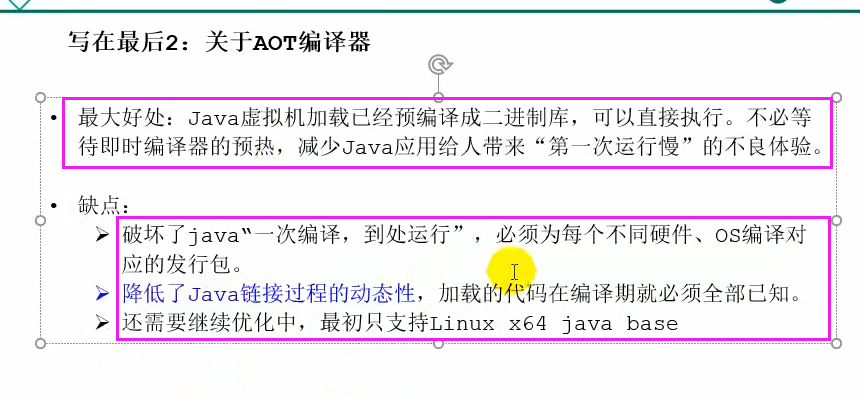 写在最后2：关于AOT编译器
• 最大好处：Java虚拟机加载已经预编译成二进制库，可以直接执行。不必等
待即时编译器的预热，减少Java应用给人带来“第一次运行慢”的不良体验。
• 缺点：
➢ 破坏了java“一次编译，到处运行”，必须为每个不同硬件、OS编译对
应的发行包。
➢ 降低了Java链接过程的动态性，加载的代码在编译期就必须全部已知。
➢ 还需要继续优化中，最初只支持Linux x64 java base